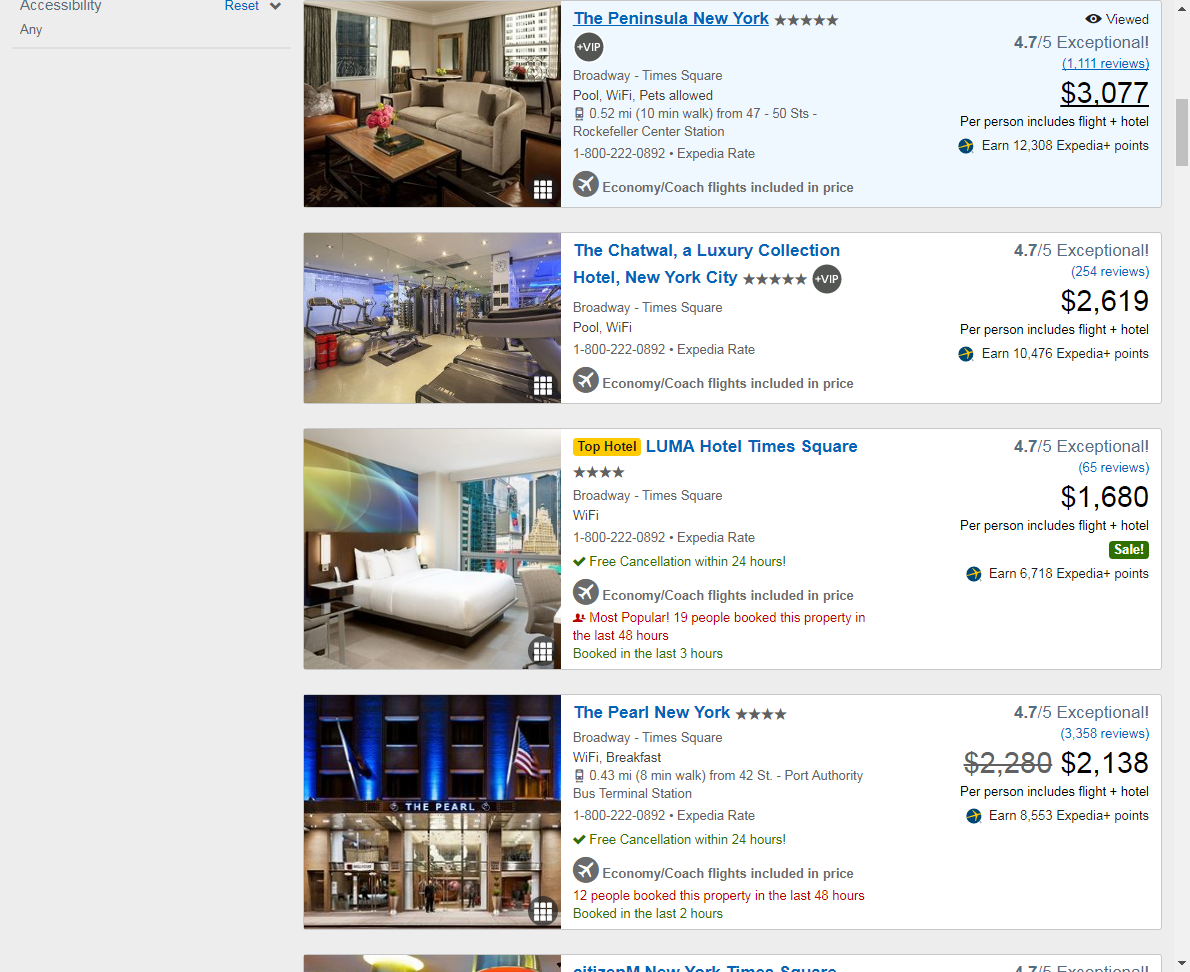 Accessibility
Reset
Any
The Peninsula New York
Viewed
+VIP
4.7/5 Exceptional!
(1,111 reviews)
Broadway - Times Square
$3,077
Pool, WiFi, Pets allowed
0.52 mi (10 min walk) from 47 - 50 Sts -
Rockefeller Center Station
Per person includes flight + hotel
1-800-222-0892 • Expedia Rate
Earn 12,308 Expedia+ points
Economy/Coach flights included in price
The Chatwal, a Luxury Collection
Hotel, New York City
+VIP
4.7/5 Exceptional!
(254 reviews)
$2,619
Broadway - Times Square
Pool, WiFi
Per person includes flight + hotel
1-800-222-0892 • Expedia Rate
Earn 10,476 Expedia+ points
Economy/Coach flights included in price
Top Hotel LUMA Hotel Times Square
4.7/5 Exceptional!
(65 reviews)
Broadway - Times Square
$1,680
WiFi
Per person includes flight + hotel
1-800-222-0892 • Expedia Rate
Sale!
Free Cancellation within 24 hours!
Earn 6,718 Expedia+ points
Economy/Coach flights included in price
Most Popular! 19 people booked this property in
the last 48 hours
Booked in the last 3 hours
THE PEARL
The Pearl New York
4.7/5 Exceptional!
(3,358 reviews)
Broadway - Times Square
$2,280 $2,138
WiFi, Breakfast
0.43 mi (8 min walk) from 42 St. - Port Authority
Bus Terminal Station
Per person includes flight + hotel
1-800-222-0892 • Expedia Rate
Earn 8,553 Expedia+ points
Free Cancellation within 24 hours!
Economy/Coach flights included in price
12 people booked this property in the last 48 hours
Booked in the last 2 hours
citizenM New York Times Square
4.7/5 Exceptional!